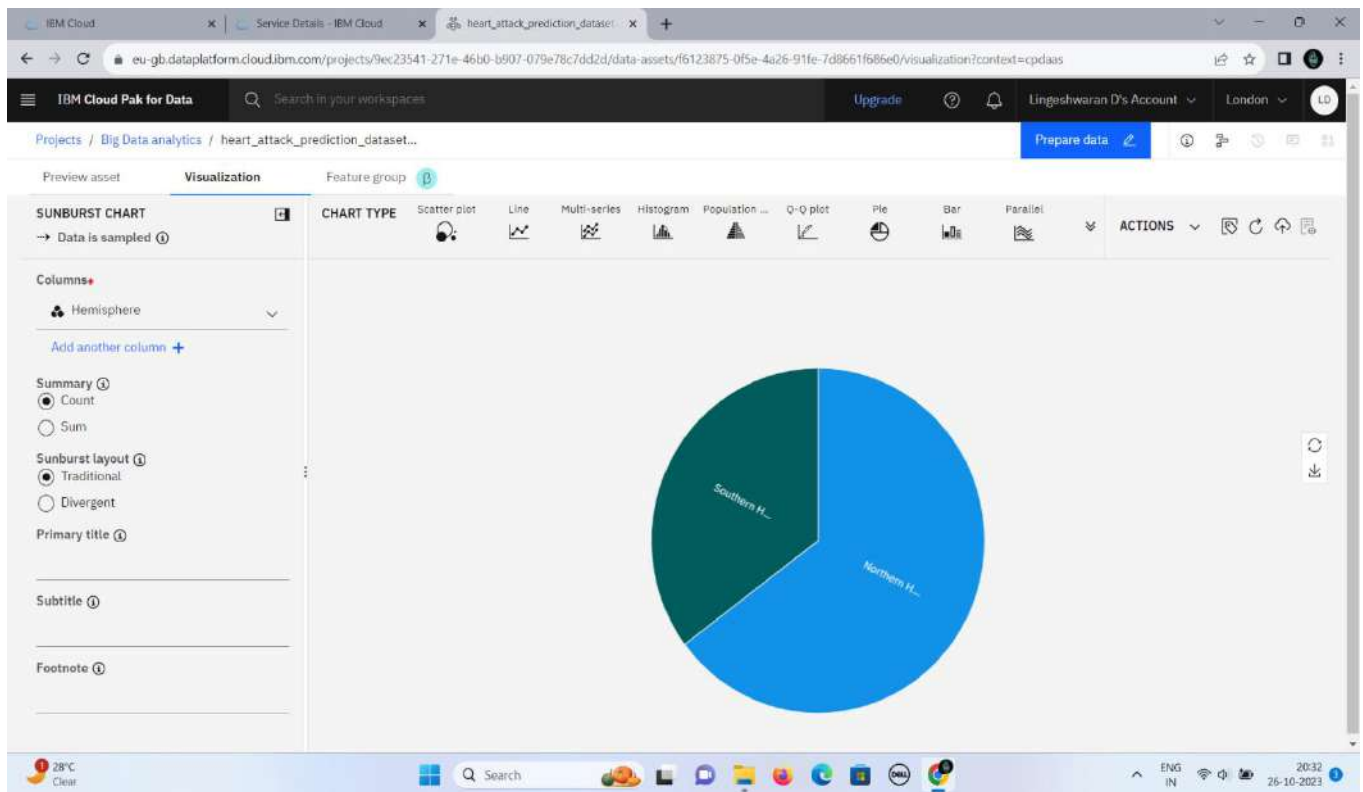 IBM Cloud
Service Details - IBM Cloud
heart_attack_prediction_dataset
eu-gb.dataplatform.cloud.ibm.com/projects/9ec23541-271e-46b0-b907-079e78c7dd2d/data-assets/f6123875-0f5e-4a26-91fe-7d8661f686e0/visualization?context=cpdaas
IBM Cloud Pak for Data
Search in your workspaces
Upgrade
Lingeshwaran D's Account
London
LD
Projects / Big Data analytics / heart_attack_prediction_dataset...
Prepare data
Preview asset
Visualization
Feature group β
SUNBURST CHART
→ Data is sampled
CHART TYPE
Scatter plot
Line
Multi-series
Histogram
Population ...
Q-Q plot
Pie
Bar
Parallel
ACTIONS
Columns
Hemisphere
Add another column +
Summary
Count
Sum
Sunburst layout
Traditional
Divergent
Primary title
Subtitle
Footnote
Southern H...
Northern H...
1
28°C
Clear
Search
DELL
ENG
IN
20:32
26-10-2023
3